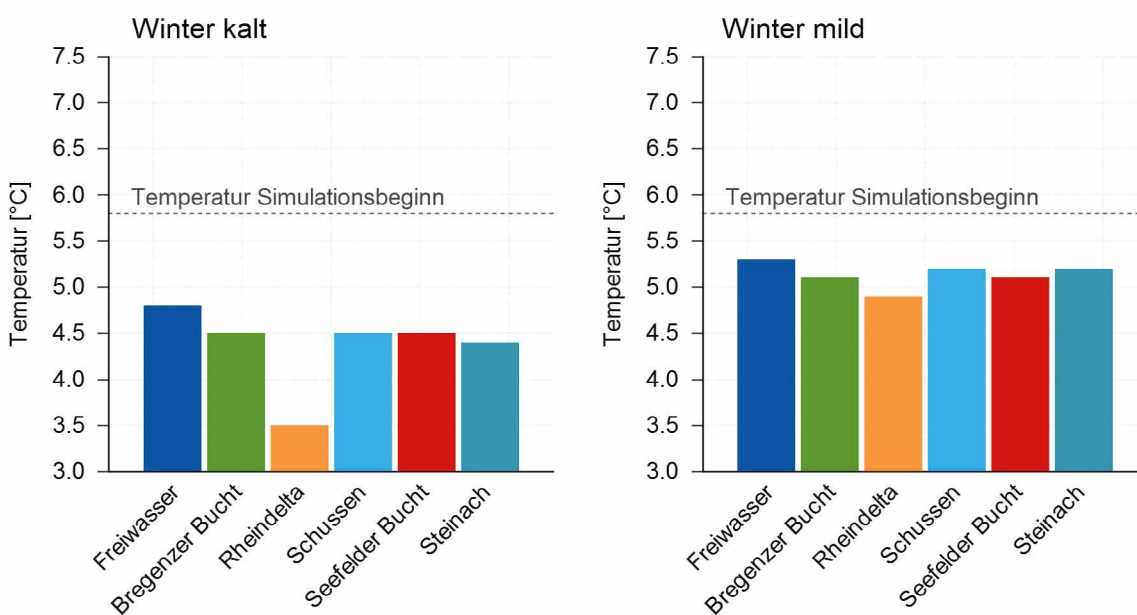 Winter kalt
7.5
7.0
6.5
6.0
5.5
5.0
4.5
4.0
3.5
3.0
Temperatur [°C]
Temperatur Simulationsbeginn
Freiwasser
Bregenzer Bucht
Rheindelta
Schussen
Seefelder Bucht
Steinach
Winter mild
7.5
7.0
6.5
6.0
5.5
5.0
4.5
4.0
3.5
3.0
Temperatur [°C]
Temperatur Simulationsbeginn
Freiwasser
Bregenzer Bucht
Rheindelta
Schussen
Seefelder Bucht
Steinach